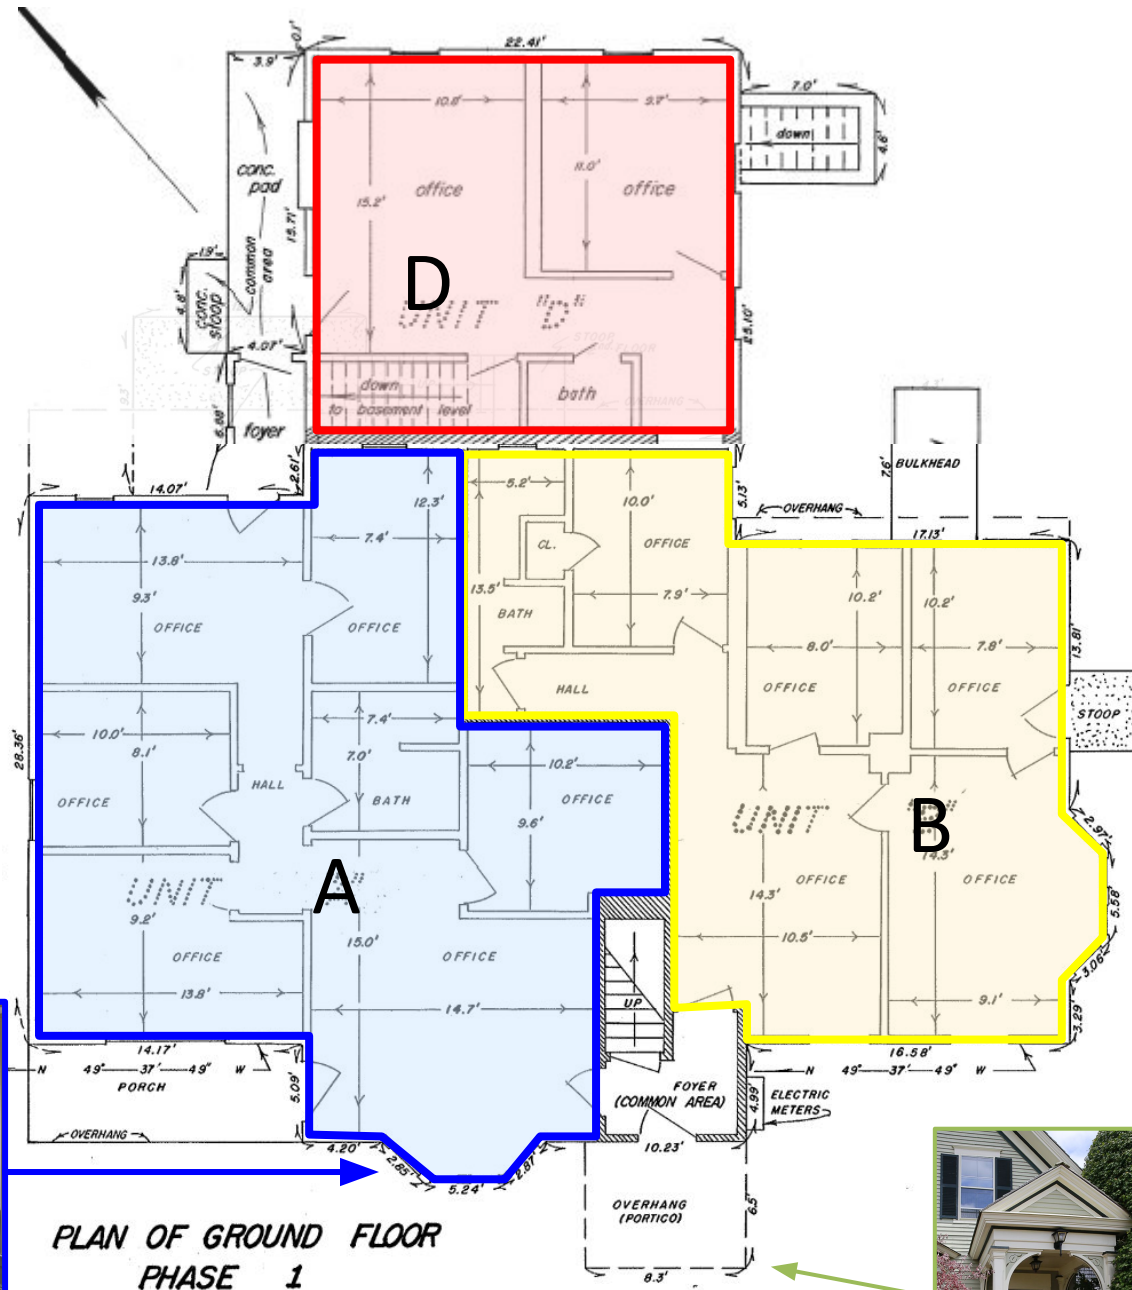 22.41'
.01'
3.9'
10.8'
9.7'
7.0'
down
4.6'
conc.
pad
common
area
15.71'
15.2'
office
11.0'
office
1.9'
4.8'
conc.
stoop
D
UNIT "D"
25.10'
4.07'
STOOP
OVERHANG
down
to basement level
bath
6.88'
foyer
2.61'
14.07'
12.3'
5.2'
10.0'
5.13'
7.6'
BULKHEAD
OVERHANG
17.13'
7.4'
CL.
OFFICE
13.8'
9.3'
13.5'
7.9'
10.2'
10.2'
BATH
OFFICE
OFFICE
13.81'
8.0'
7.8'
HALL
OFFICE
OFFICE
STOOP
28.36'
10.0'
8.1'
7.4'
7.0'
10.2'
HALL
BATH
OFFICE
OFFICE
9.6'
UNIT
B
2.97'
14.3'
A
UNIT
9.2'
14.3'
OFFICE
OFFICE
5.58'
15.0'
OFFICE
OFFICE
10.5'
3.06'
13.8'
14.7'
UP
9.1'
3.29'
14.17'
16.58'
N 49° 37' 49" W
N 49° 37' 49" W
PORCH
5.09'
FOYER
(COMMON AREA)
4.99'
ELECTRIC
METERS
OVERHANG
4.20'
10.23'
2.85'
2.87'
5.24'
OVERHANG
(PORTICO)
6.5'
PLAN OF GROUND FLOOR
PHASE 1
8.3'